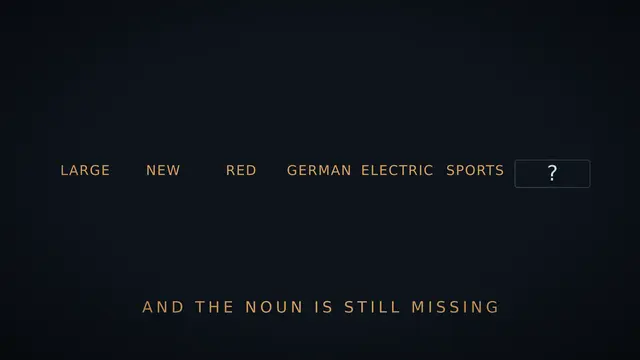 LARGE NEW RED GERMAN ELECTRIC SPORTS ?
AND THE NOUN IS STILL MISSING